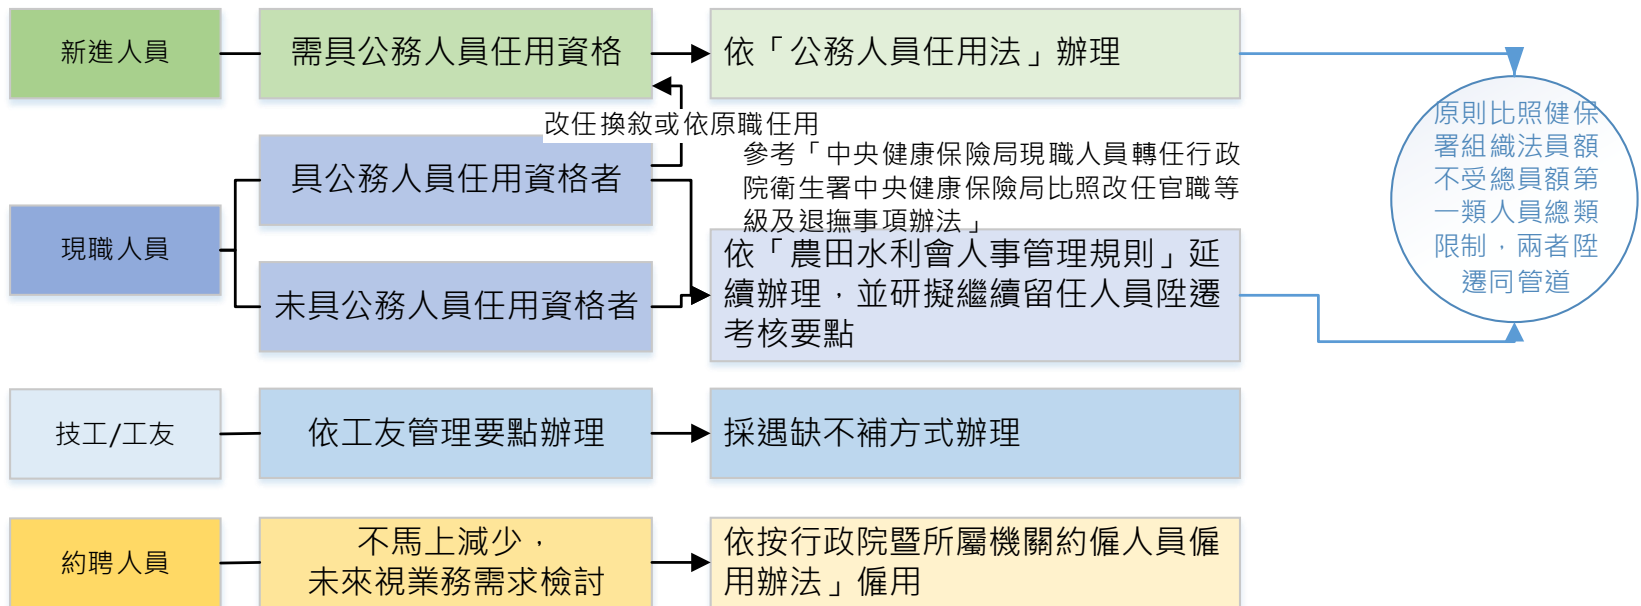 新進人員
需具公務人員任用資格
依「公務人員任用法」辦理
原則比照健保
署組織法員額
不受總員額第
一類人員總類
限制，兩者陞
遷同管道
改任換敘或依原職任用
參考「中央健康保險局現職人員轉任行政
院衛生署中央健康保險局比照改任官職等
級及退撫事項辦法」
現職人員
具公務人員任用資格者
未具公務人員任用資格者
依「農田水利會人事管理規則」延
續辦理，並研擬繼續留任人員陞遷
考核要點
技工/工友
依工友管理要點辦理
採遇缺不補方式辦理
約聘人員
不馬上減少，
未來視業務需求檢討
依按行政院暨所屬機關約僱人員僱
用辦法」僱用